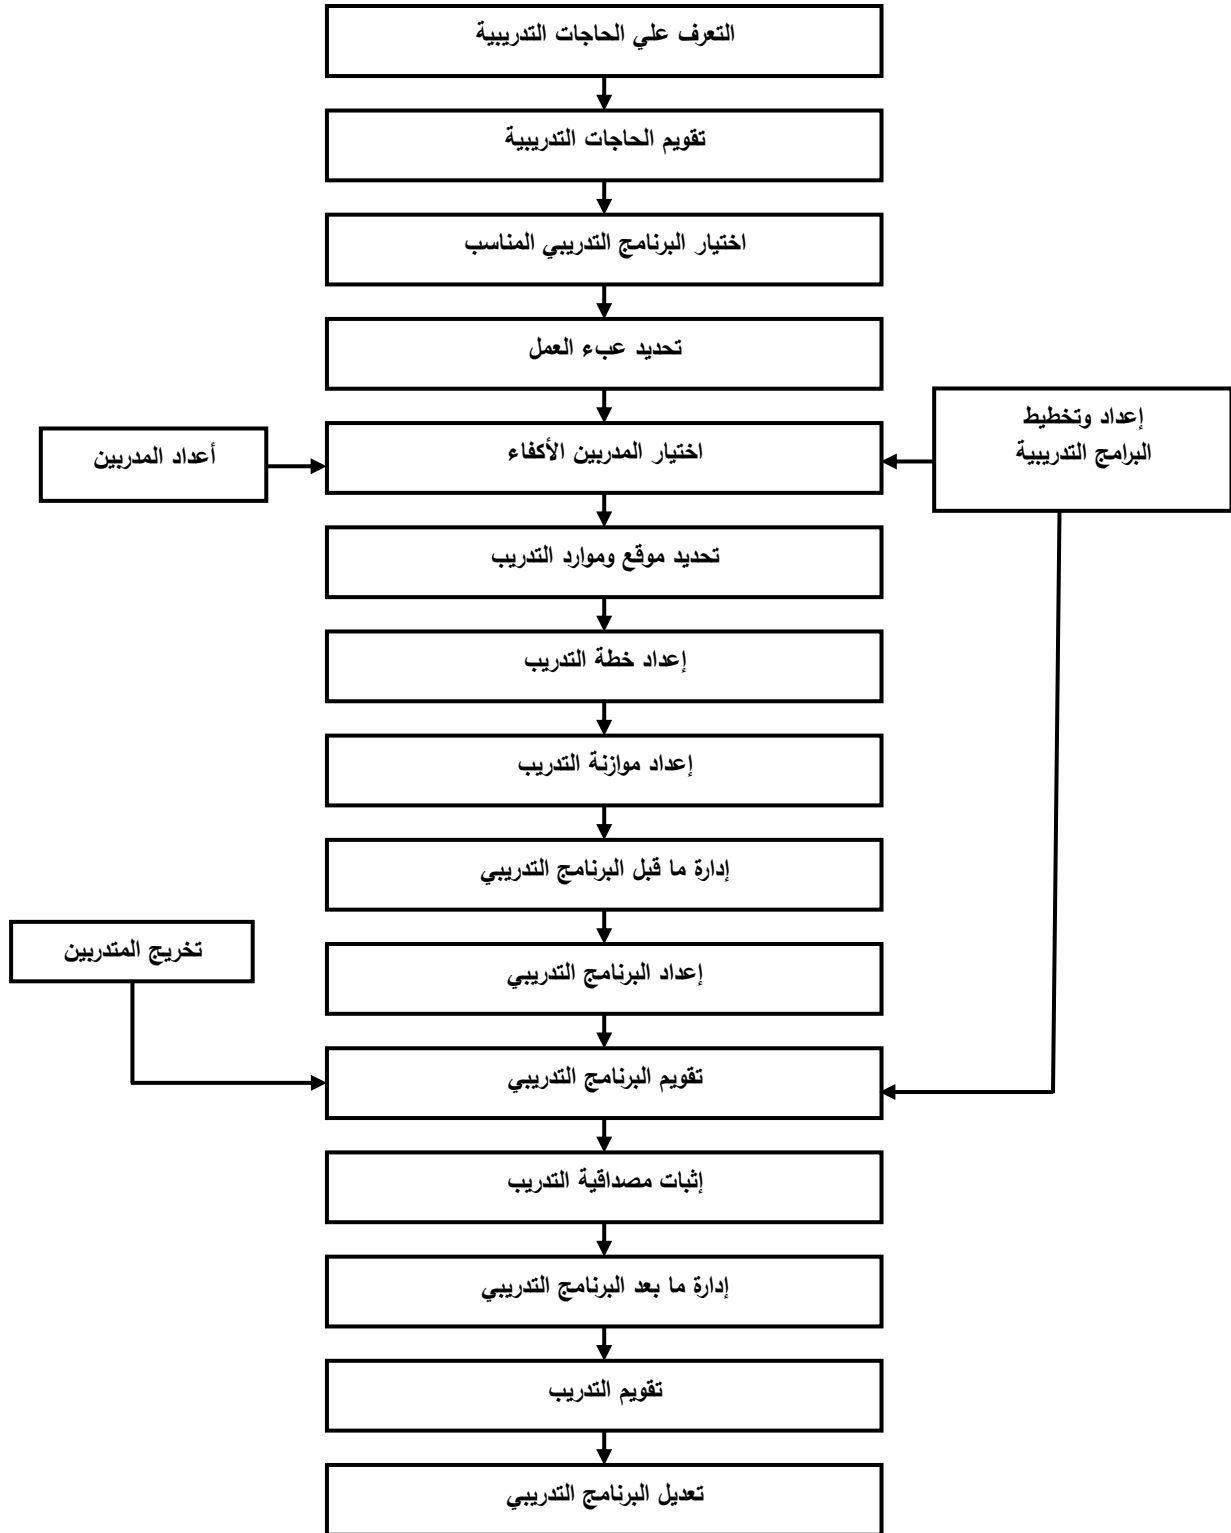 التعرف علي الحاجات التدريبية
تقويم الحاجات التدريبية
اختيار البرنامج التدريبي المناسب
تحديد عبء العمل
إعداد وتخطيط
البرامج التدريبية
اختيار المدربين الأكفاء
أعداد المدربين
تحديد موقع وموارد التدريب
إعداد خطة التدريب
إعداد موازنة التدريب
إدارة ما قبل البرنامج التدريبي
تخريج المتدربين
إعداد البرنامج التدريبي
تقويم البرنامج التدريبي
إثبات مصداقية التدريب
إدارة ما بعد البرنامج التدريبي
تقويم التدريب
تعديل البرنامج التدريبي